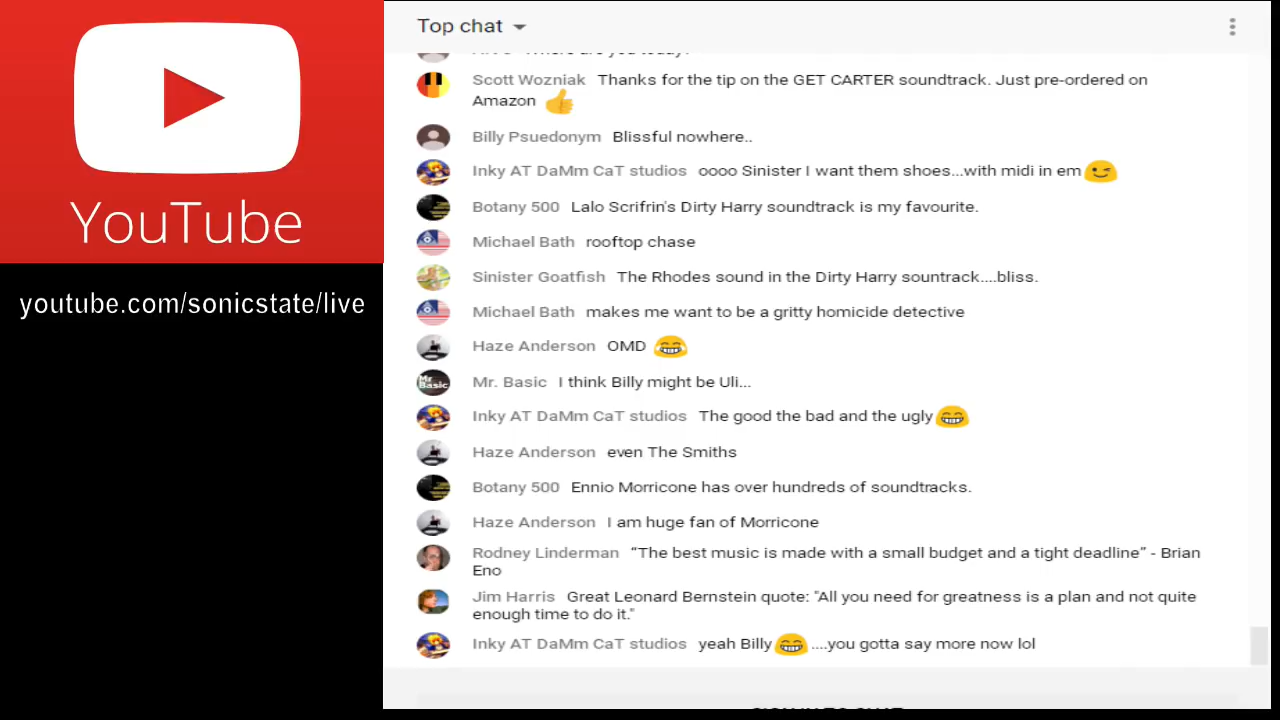 Top chat
Scott Wozniak Thanks for the tip on the GET CARTER soundtrack. Just pre-ordered on
Amazon
Billy Psuedonym Blissful nowhere..
Inky AT DaMm CaT studios oooo Sinister I want them shoes...with midi in em
Botany 500 Lalo Scrifrin's Dirty Harry soundtrack is my favourite.
Michael Bath rooftop chase
Sinister Goatfish The Rhodes sound in the Dirty Harry sountrack....bliss.
Michael Bath makes me want to be a gritty homicide detective
Haze Anderson OMD
Mr. Basic I think Billy might be Uli...
Inky AT DaMm CaT studios The good the bad and the ugly
Haze Anderson even The Smiths
Botany 500 Ennio Morricone has over hundreds of soundtracks.
Haze Anderson I am huge fan of Morricone
Rodney Linderman “The best music is made with a small budget and a tight deadline” - Brian
Eno
Jim Harris Great Leonard Bernstein quote: "All you need for greatness is a plan and not quite
enough time to do it."
Inky AT DaMm CaT studios yeah Billy ....you gotta say more now lol
YouTube
youtube.com/sonicstate/live
Mr Basic